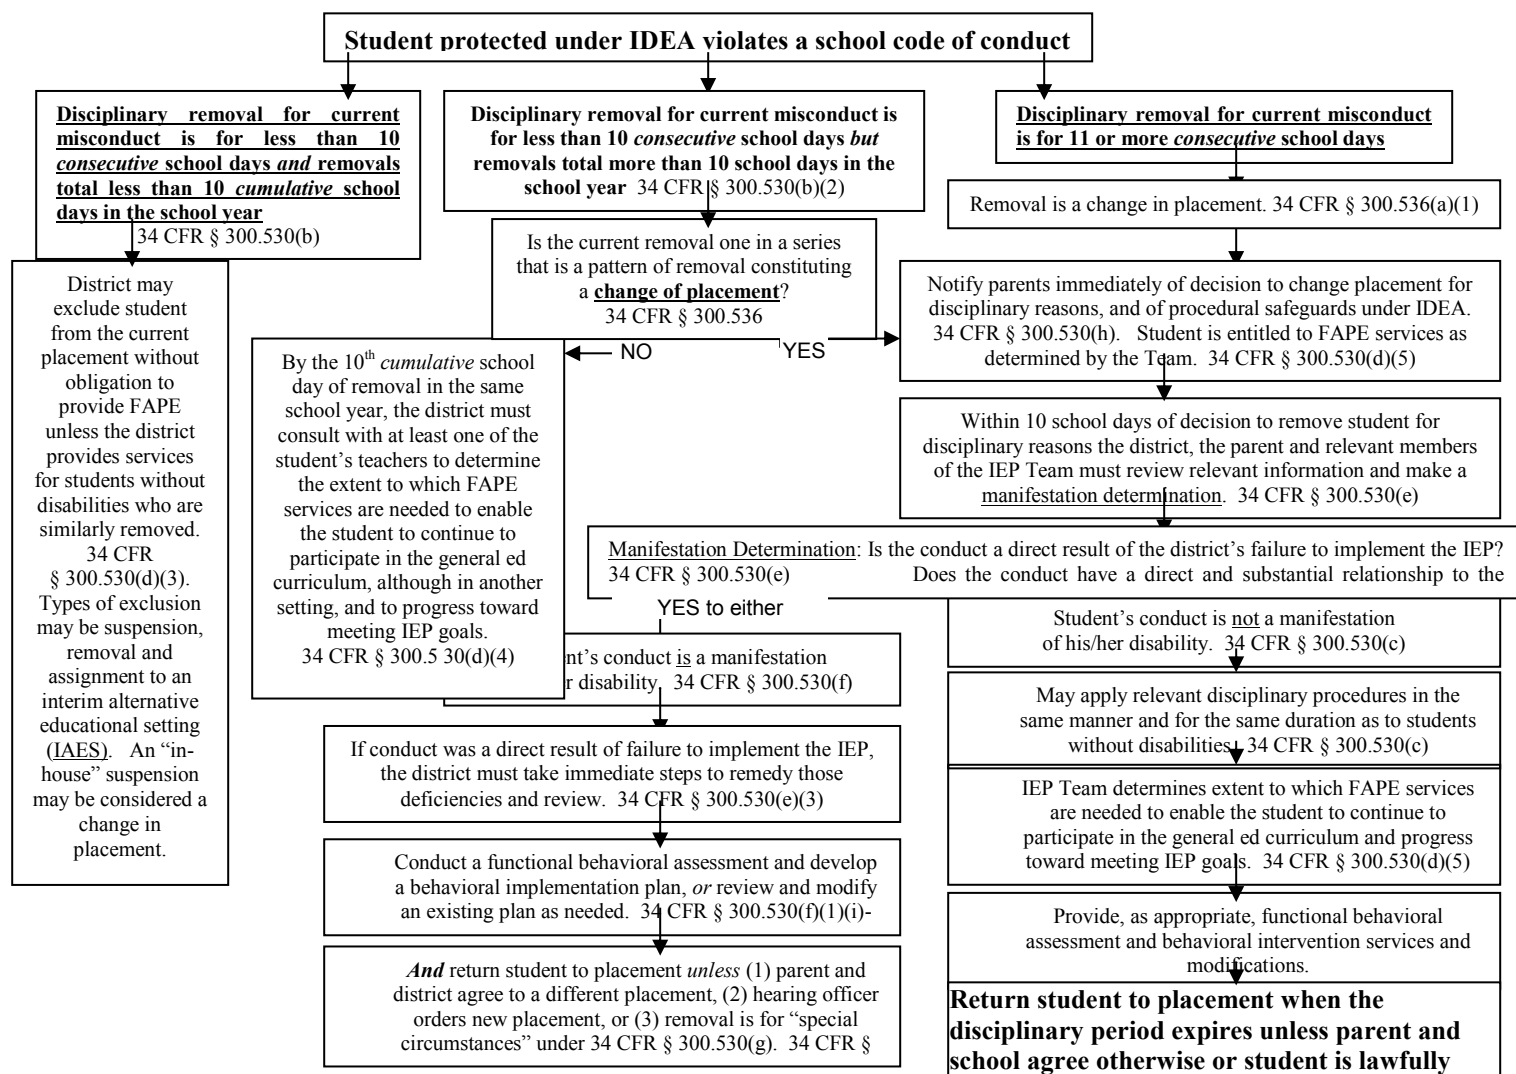 Student protected under IDEA violates a school code of conduct
Disciplinary removal for current
misconduct is for less than 10
consecutive school days and removals
total less than 10 cumulative school
days in the school year
34 CFR § 300.530(b)
District may
exclude student
from the current
placement without
obligation to
provide FAPE
unless the district
provides services
for students without
disabilities who are
similarly removed.
34 CFR
§ 300.530(d)(3).
Types of exclusion
may be suspension,
removal and
assignment to an
interim alternative
educational setting
(IAES). An “in-
house” suspension
may be considered a
change in
placement.
Disciplinary removal for current misconduct is
for less than 10 consecutive school days but
removals total more than 10 school days in the
school year 34 CFR § 300.530(b)(2)
Is the current removal one in a series
that is a pattern of removal constituting
a change of placement?
34 CFR § 300.536
NO
YES
By the 10th cumulative school
day of removal in the same
school year, the district must
consult with at least one of the
student’s teachers to determine
the extent to which FAPE
services are needed to enable
the student to continue to
participate in the general ed
curriculum, although in another
setting, and to progress toward
meeting IEP goals.
34 CFR § 300.5 30(d)(4)
Disciplinary removal for current misconduct
is for 11 or more consecutive school days
Removal is a change in placement. 34 CFR § 300.536(a)(1)
Notify parents immediately of decision to change placement for
disciplinary reasons, and of procedural safeguards under IDEA.
34 CFR § 300.530(h). Student is entitled to FAPE services as
determined by the Team. 34 CFR § 300.530(d)(5)
Within 10 school days of decision to remove student for
disciplinary reasons the district, the parent and relevant members
of the IEP Team must review relevant information and make a
manifestation determination. 34 CFR § 300.530(e)
Manifestation Determination: Is the conduct a direct result of the district’s failure to implement the IEP?
34 CFR § 300.530(e) Does the conduct have a direct and substantial relationship to the
YES to either
nt’s conduct is a manifestation
er disability. 34 CFR § 300.530(f)
If conduct was a direct result of failure to implement the IEP,
the district must take immediate steps to remedy those
deficiencies and review. 34 CFR § 300.530(e)(3)
Conduct a functional behavioral assessment and develop
a behavioral implementation plan, or review and modify
an existing plan as needed. 34 CFR § 300.530(f)(1)(i)-
And return student to placement unless (1) parent and
district agree to a different placement, (2) hearing officer
orders new placement, or (3) removal is for “special
circumstances” under 34 CFR § 300.530(g). 34 CFR §
Student’s conduct is not a manifestation
of his/her disability. 34 CFR § 300.530(c)
May apply relevant disciplinary procedures in the
same manner and for the same duration as to students
without disabilities. 34 CFR § 300.530(c)
IEP Team determines extent to which FAPE services
are needed to enable the student to continue to
participate in the general ed curriculum and progress
toward meeting IEP goals. 34 CFR § 300.530(d)(5)
Provide, as appropriate, functional behavioral
assessment and behavioral intervention services and
modifications.
Return student to placement when the
disciplinary period expires unless parent and
school agree otherwise or student is lawfully